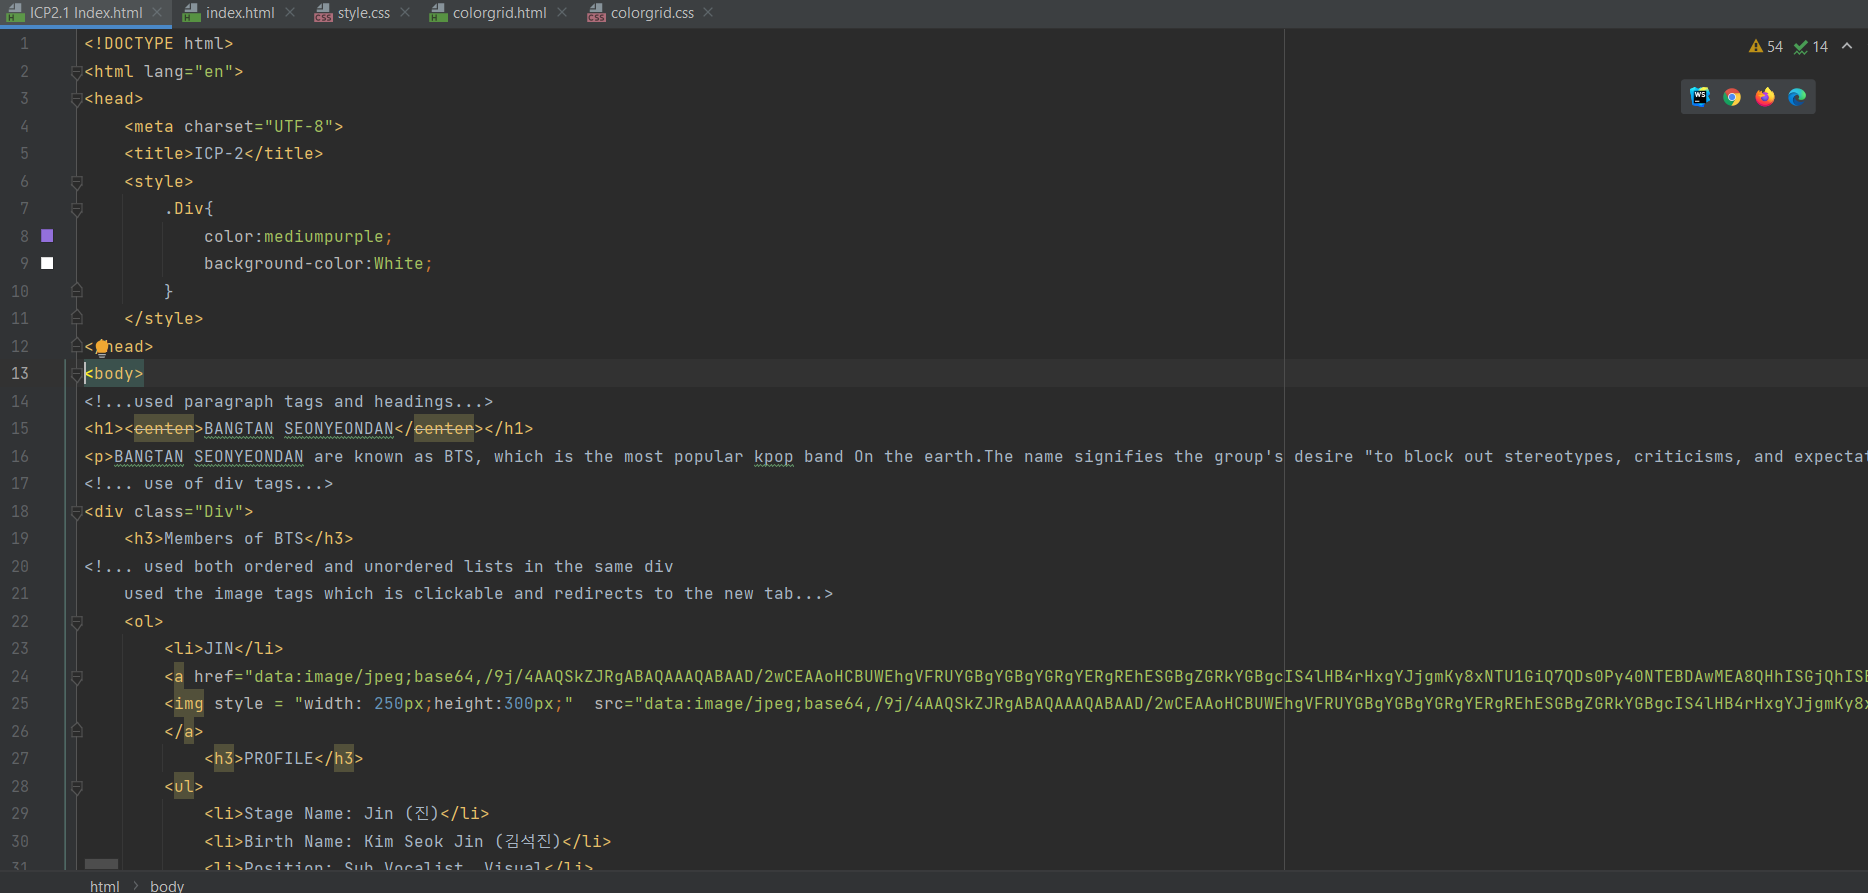 ICP2.1 Index.html index.html style.css colorgrid.html colorgrid.css
54 14
1 <!DOCTYPE html>
2 <html lang="en">
3 <head>
4 <meta charset="UTF-8">
5 <title>ICP-2</title>
6 <style>
7 .Div{
8 color:mediumpurple;
9 background-color:White;
10 }
11 </style>
12 </head>
13 <body>
14 <!...used paragraph tags and headings...>
15 <h1><center>BANGTAN SEONYEONDAN</center></h1>
16 <p>BANGTAN SEONYEONDAN are known as BTS, which is the most popular kpop band On the earth.The name signifies the group's desire "to block out stereotypes, criticisms, and expectat
17 <!... use of div tags...>
18 <div class="Div">
19 <h3>Members of BTS</h3>
20 <!... used both ordered and unordered lists in the same div
21 used the image tags which is clickable and redirects to the new tab...>
22 <ol>
23 <li>JIN</li>
24 <a href="data:image/jpeg;base64,/9j/4AAQSkZJRgABAQAAAQABAAD/2wCEAAoHCBUWEhgVFRUYGBgYGBgYGRgYERgREhESGBgZGRkYGBgcIS4lHB4rHxgYJjgmKy8xNTU1GiQ7QDs0Py40NTEBDAwMEA8QHhISGjQhISE
25 <img style = "width: 250px;height:300px;" src="data:image/jpeg;base64,/9j/4AAQSkZJRgABAQAAAQABAAD/2wCEAAoHCBUWEhgVFRUYGBgYGBgYGRgYERgREhESGBgZGRkYGBgcIS4lHB4rHxgYJjgmKy8x
26 </a>
27 <h3>PROFILE</h3>
28 <ul>
29 <li>Stage Name: Jin (진)</li>
30 <li>Birth Name: Kim Seok Jin (김석진)</li>
31 <li>Position: Sub Vocalist, Visual</li>
html body